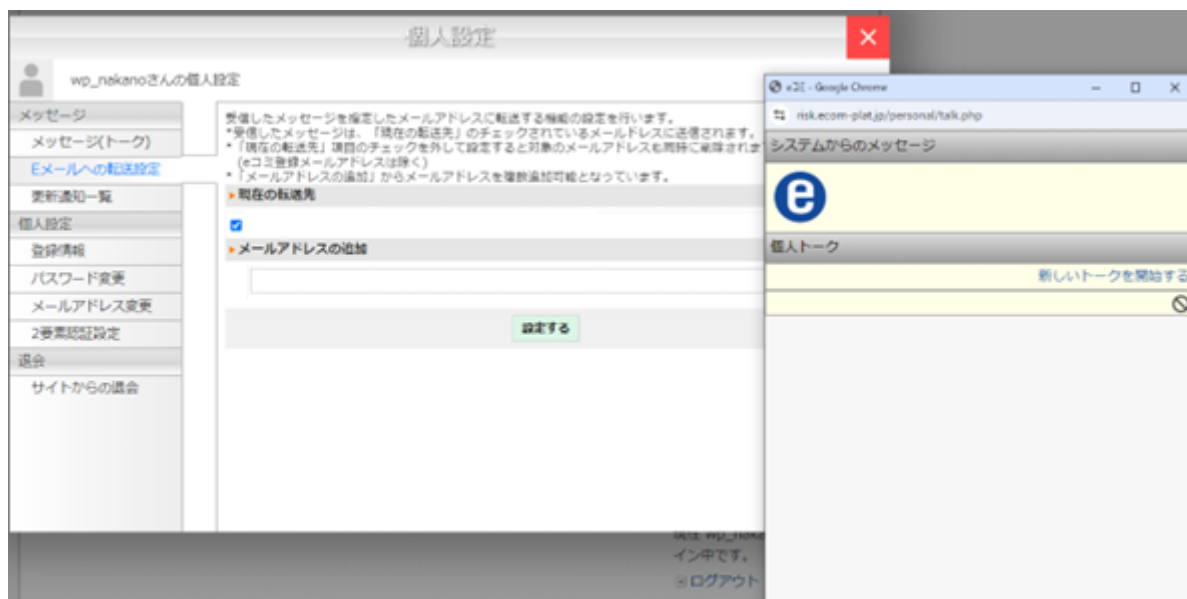 個人設定
wp_nakanoさんの個人設定
メッセージ
メッセージ(トーク)
Eメールへの転送設定
更新通知一覧
個人設定
登録情報
パスワード変更
メールアドレス変更
2要素認証設定
退会
サイトからの退会
受信したメッセージを指定したメールアドレスに転送する機能の設定を行います。
*受信したメッセージは、「現在の転送先」のチェックされているメールドレスに送信されます。
*「現在の転送先」項目のチェックを外して設定すると対象のメールアドレスも同時に削除されま
(eコミ登録メールアドレスは除く)
*「メールアドレスの追加」からメールアドレスを複数追加可能となっています。
現在の転送先
メールアドレスの追加
設定する
- Google Chrome
risk.ecom-plat.jp/personal/talk.php
システムからのメッセージ
e
個人トーク
新しいトークを開始する
現在 wp_naka
イン中です。
ログアウト